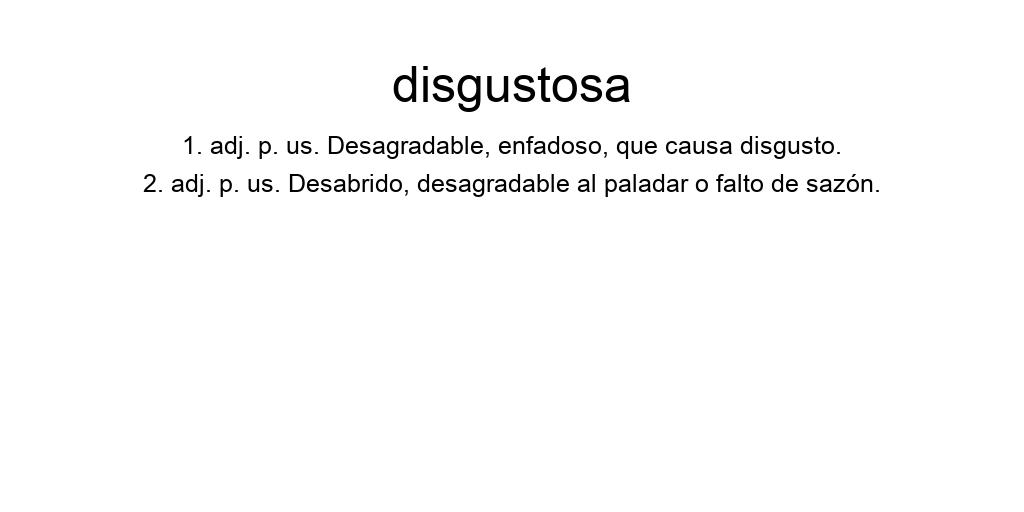 disgustosa
1. adj. p. us. Desagradable, enfadoso, que causa disgusto.
2. adj. p. us. Desabrido, desagradable al paladar o falto de sazón.